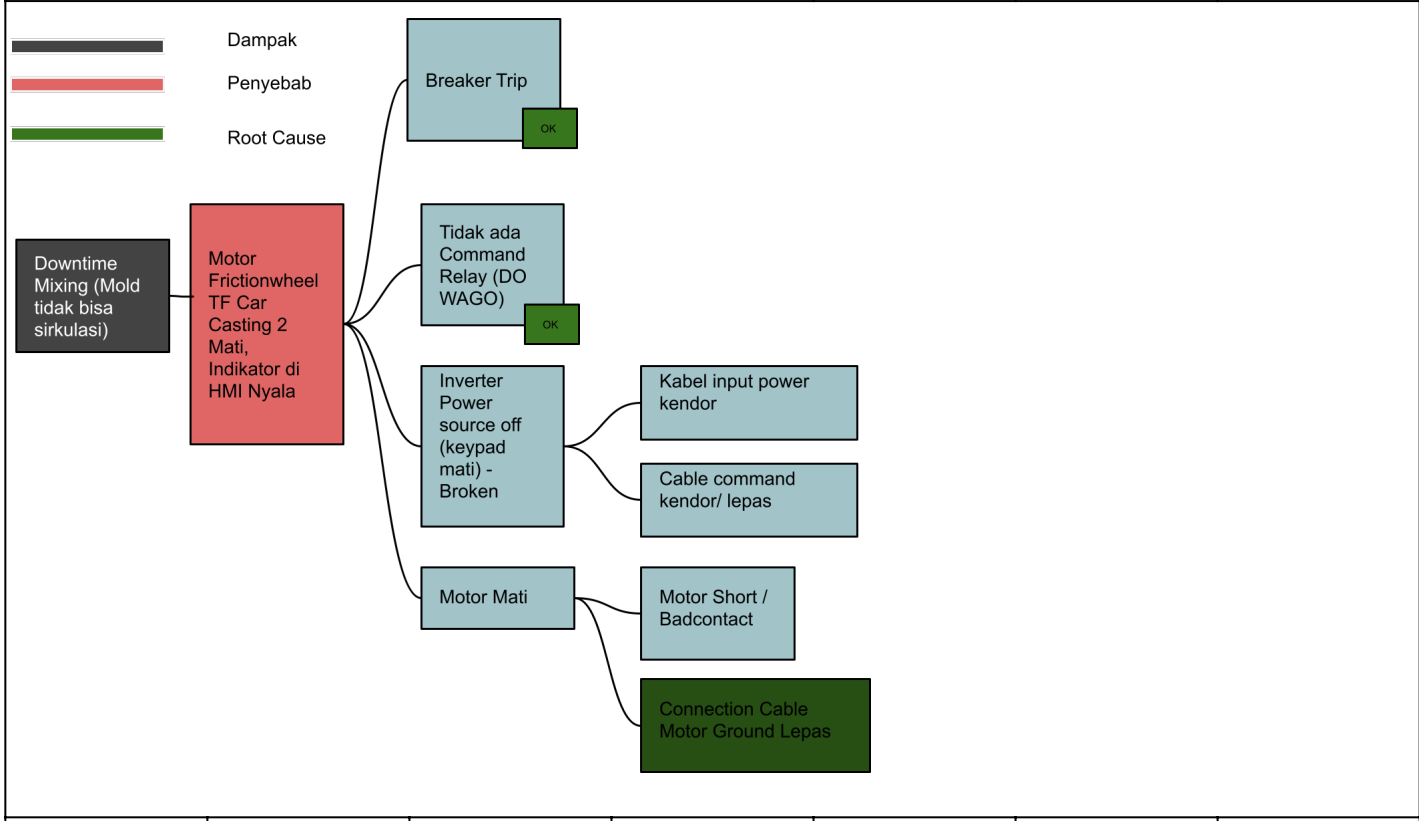 Dampak
Penyebab
Root Cause
Breaker Trip
OK
Downtime
Mixing (Mold
tidak bisa
sirkulasi)
Motor
Frictionwheel
TF Car
Casting 2
Mati,
Indikator di
HMI Nyala
Tidak ada
Command
Relay (DO
WAGO)
OK
Inverter
Power
source off
(keypad
mati) -
Broken
Kabel input power
kendor
Cable command
kendor/ lepas
Motor Mati
Motor Short /
Badcontact
Connection Cable
Motor Ground Lepas